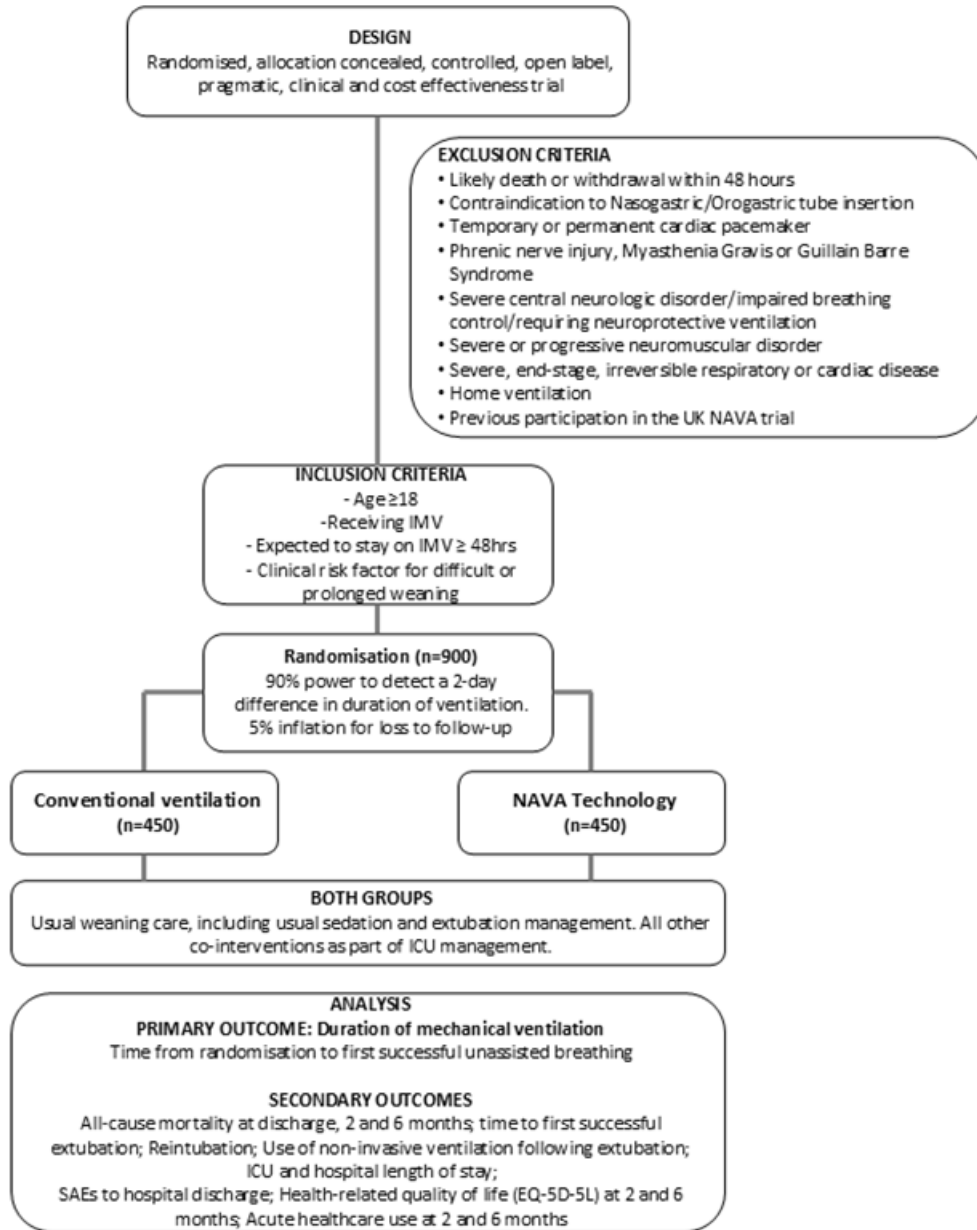 DESIGN
Randomised, allocation concealed, controlled, open label,
pragmatic, clinical and cost effectiveness trial
EXCLUSION CRITERIA
• Likely death or withdrawal within 48 hours
• Contraindication to Nasogastric/Orogastric tube insertion
• Temporary or permanent cardiac pacemaker
• Phrenic nerve injury, Myasthenia Gravis or Guillain Barre
Syndrome
• Severe central neurologic disorder/impaired breathing
control/requiring neuroprotective ventilation
• Severe or progressive neuromuscular disorder
• Severe, end-stage, irreversible respiratory or cardiac disease
• Home ventilation
• Previous participation in the UK NAVA trial
INCLUSION CRITERIA
- Age ≥18
-Receiving IMV
- Expected to stay on IMV ≥ 48hrs
- Clinical risk factor for difficult or
prolonged weaning
Randomisation (n=900)
90% power to detect a 2-day
difference in duration of ventilation.
5% inflation for loss to follow-up
Conventional ventilation
(n=450)
NAVA Technology
(n=450)
BOTH GROUPS
Usual weaning care, including usual sedation and extubation management. All other
co-interventions as part of ICU management.
ANALYSIS
PRIMARY OUTCOME: Duration of mechanical ventilation
Time from randomisation to first successful unassisted breathing
SECONDARY OUTCOMES
All-cause mortality at discharge, 2 and 6 months; time to first successful
extubation; Reintubation; Use of non-invasive ventilation following extubation;
ICU and hospital length of stay;
SAEs to hospital discharge; Health-related quality of life (EQ-5D-5L) at 2 and 6
months; Acute healthcare use at 2 and 6 months